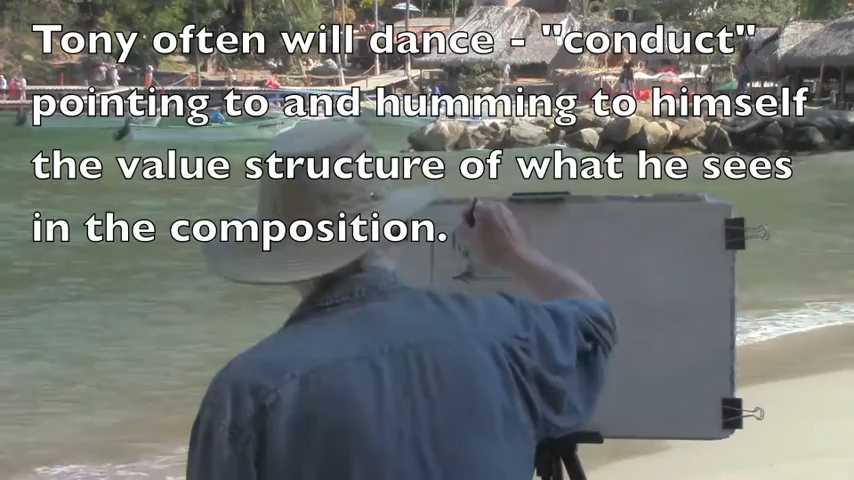 Tony often will dance - "conduct"
pointing to and humming to himself
the value structure of what he sees
in the composition.